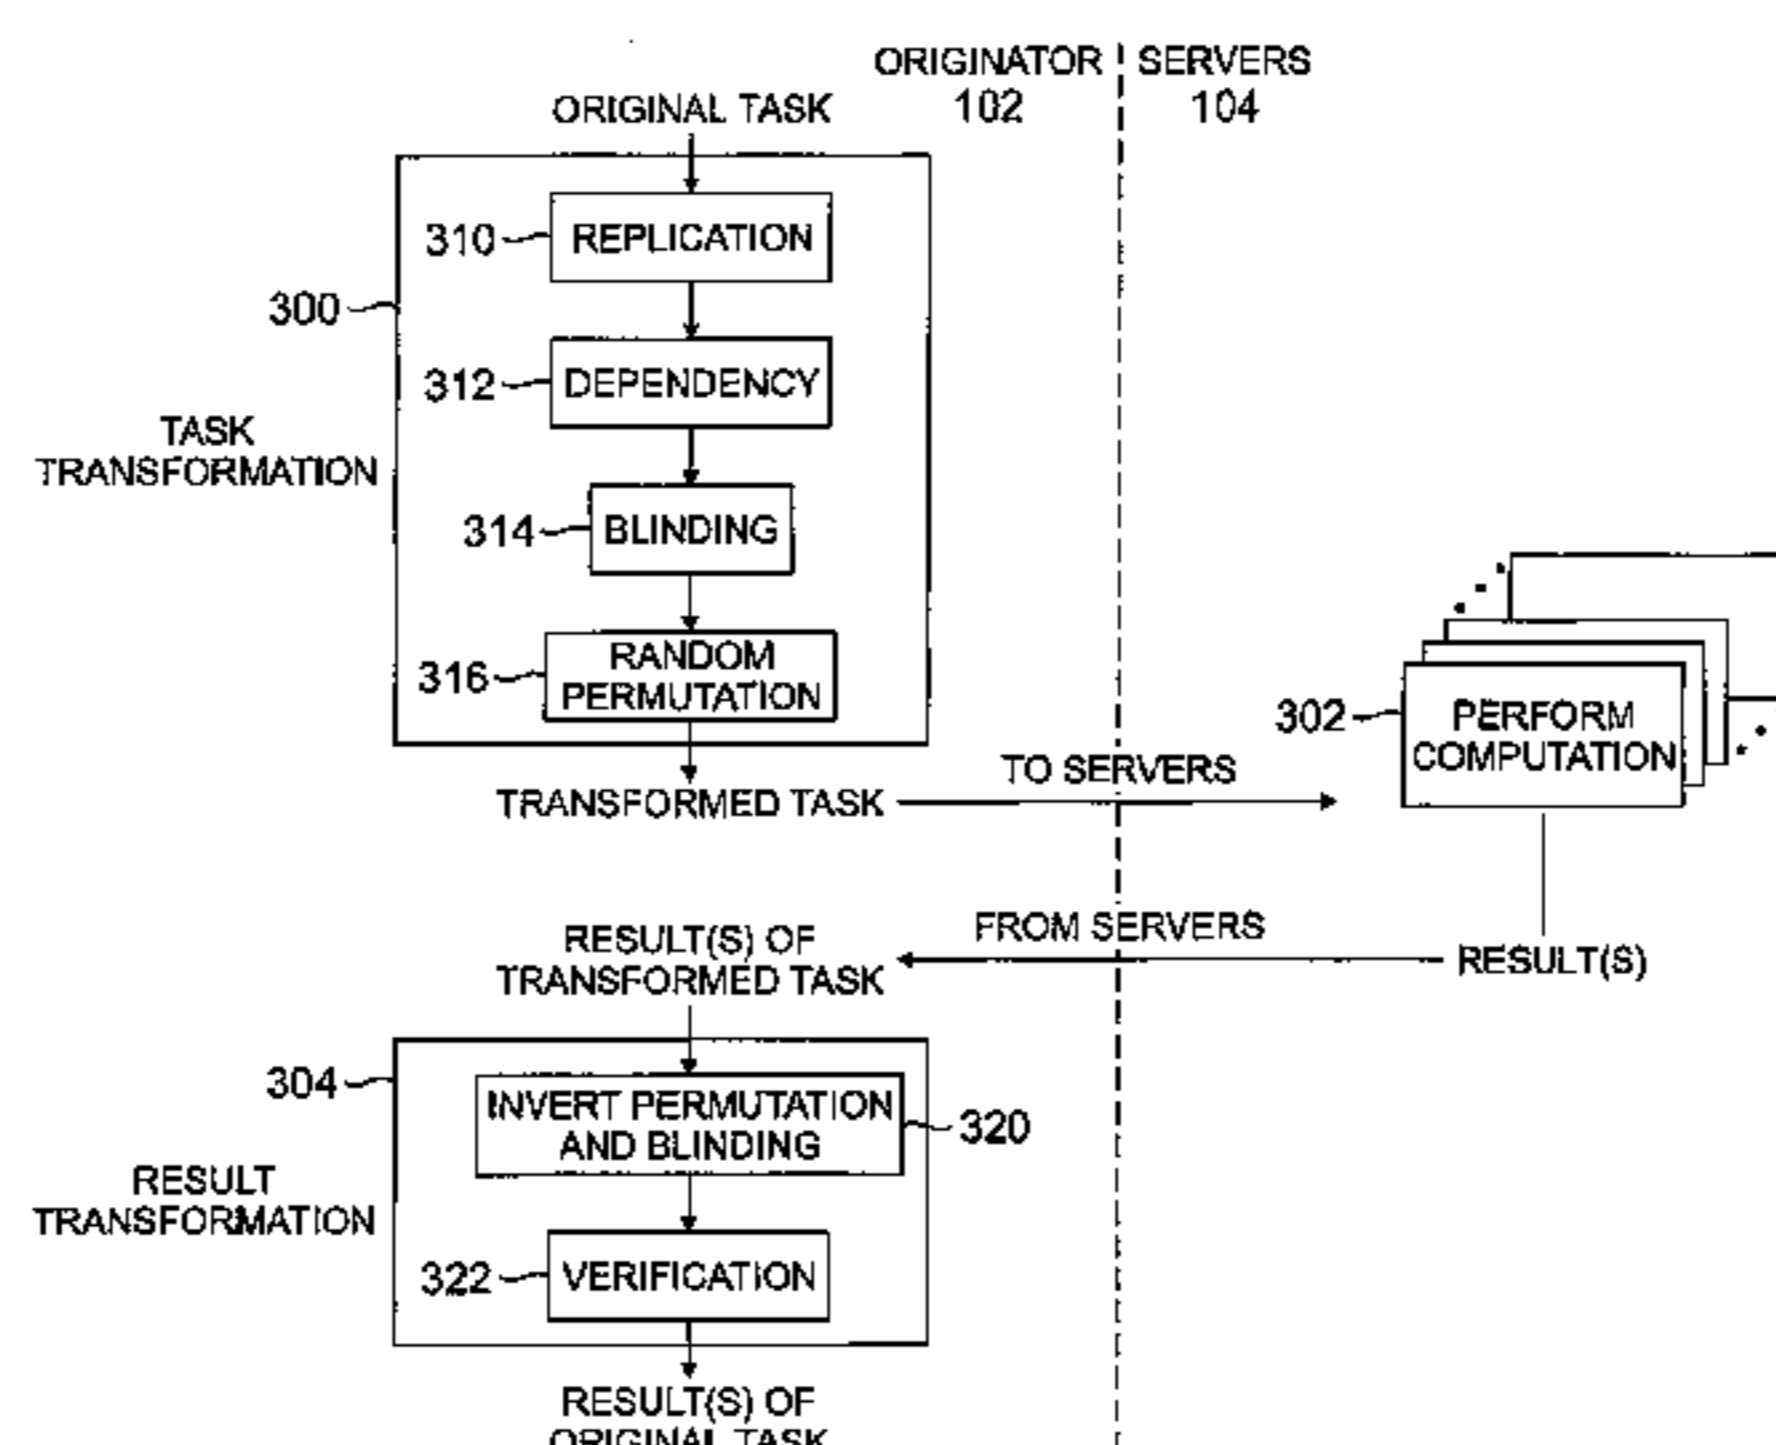 ORIGINATOR
102
SERVERS
104
ORIGINAL TASK
310
REPLICATION
300
312
DEPENDENCY
TASK
TRANSFORMATION
314
BLINDING
316
RANDOM
PERMUTATION
302
PERFORM
COMPUTATION
TO SERVERS
TRANSFORMED TASK
FROM SERVERS
RESULT(S) OF
TRANSFORMED TASK
RESULT(S)
304
INVERT PERMUTATION
AND BLINDING
320
RESULT
TRANSFORMATION
322
VERIFICATION
RESULT(S) OF
ORIGINAL TASK